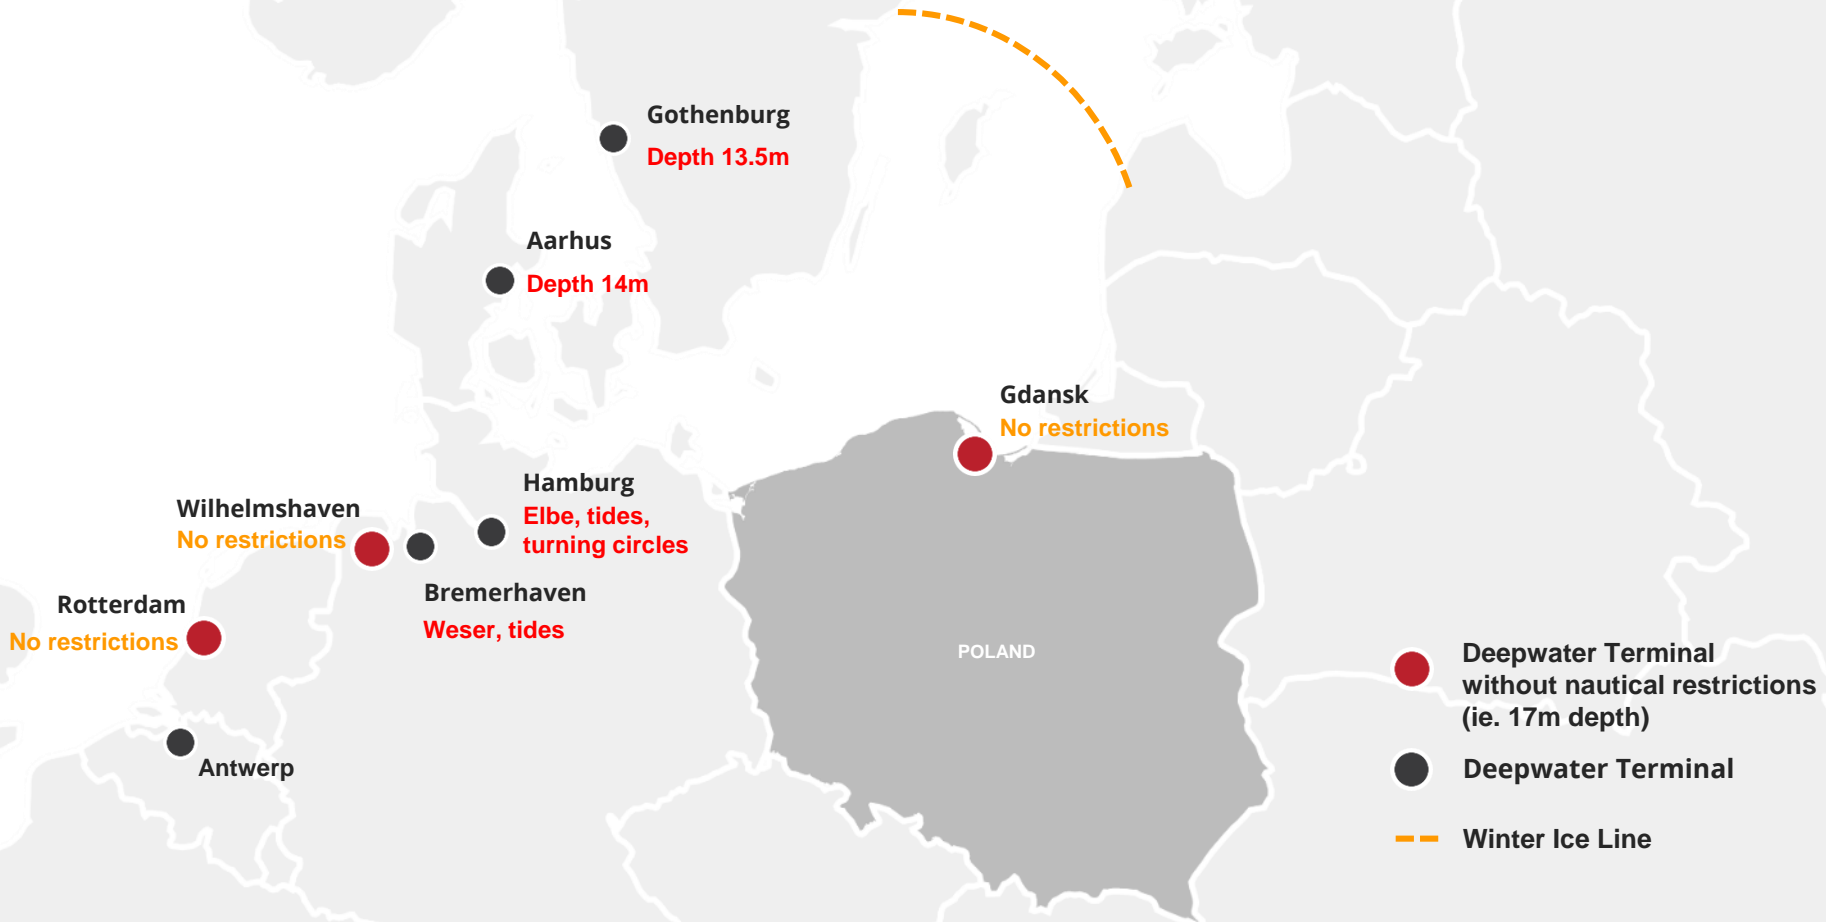 Gothenburg
Depth 13.5m
Aarhus
Depth 14m
Gdansk
No restrictions
Hamburg
Elbe, tides,
turning circles
Wilhelmshaven
No restrictions
Bremerhaven
Weser, tides
Rotterdam
No restrictions
POLAND
Antwerp
Deepwater Terminal
without nautical restrictions
(ie. 17m depth)
Deepwater Terminal
Winter Ice Line